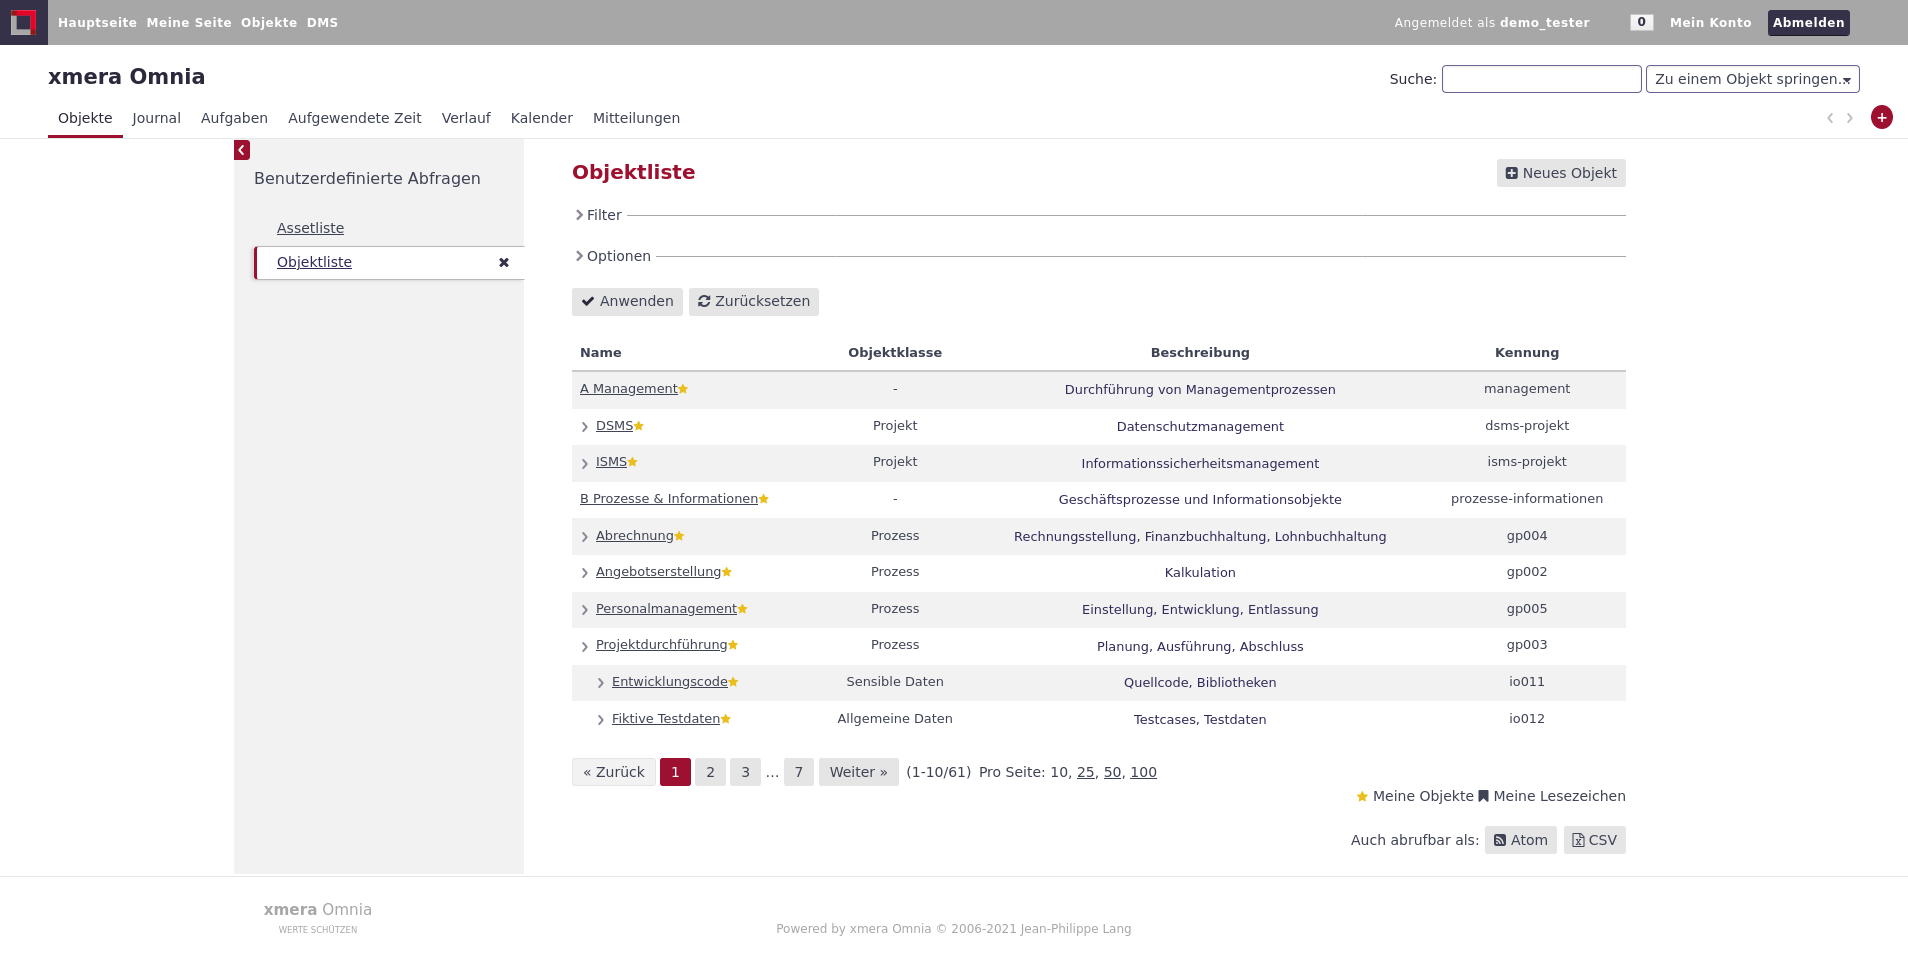 Hauptseite Meine Seite Objekte DMS Angemeldet als demo_tester 0 Mein Konto Abmelden
xmera Omnia
Suche: Zu einem Objekt springen...
Objekte Journal Aufgaben Aufgewendete Zeit Verlauf Kalender Mitteilungen
Benutzerdefinierte Abfragen
Assetliste
Objektliste
Objektliste
Neues Objekt
Filter
Optionen
Anwenden Zurücksetzen
Name Objektklasse Beschreibung Kennung
A Management - Durchführung von Managementprozessen management
DSMS Projekt Datenschutzmanagement dsms-projekt
ISMS Projekt Informationssicherheitsmanagement isms-projekt
B Prozesse & Informationen - Geschäftsprozesse und Informationsobjekte prozesse-informationen
Abrechnung Prozess Rechnungsstellung, Finanzbuchhaltung, Lohnbuchhaltung gp004
Angebotserstellung Prozess Kalkulation gp002
Personalmanagement Prozess Einstellung, Entwicklung, Entlassung gp005
Projektdurchführung Prozess Planung, Ausführung, Abschluss gp003
Entwicklungscode Sensible Daten Quellcode, Bibliotheken io011
Fiktive Testdaten Allgemeine Daten Testcases, Testdaten io012
« Zurück 1 2 3 … 7 Weiter » (1-10/61) Pro Seite: 10, 25, 50, 100
Meine Objekte Meine Lesezeichen
Auch abrufbar als: Atom CSV
xmera Omnia
WERTE SCHÜTZEN
Powered by xmera Omnia © 2006-2021 Jean-Philippe Lang